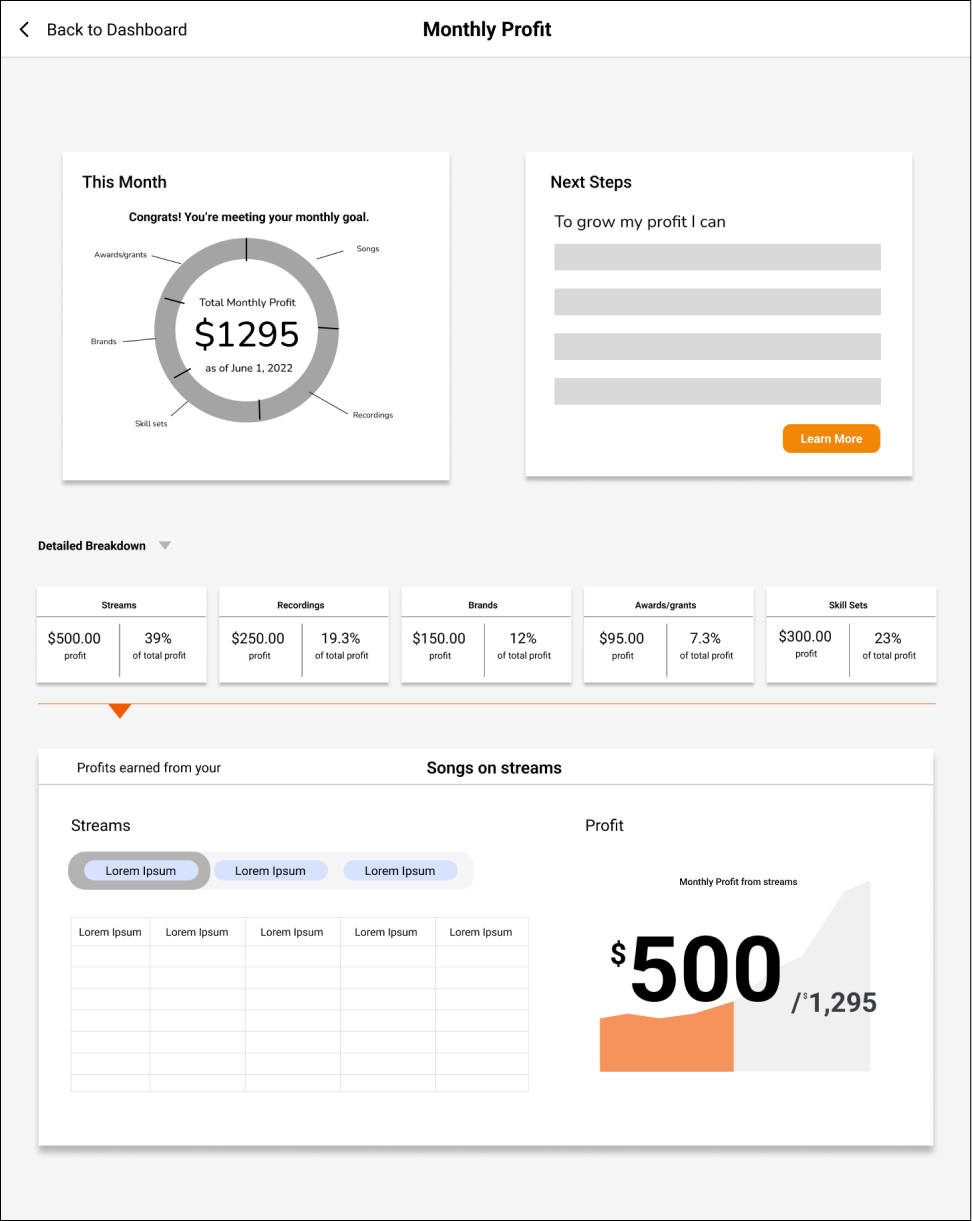 Back to Dashboard
Monthly Profit
This Month
Congrats! You're meeting your monthly goal.
Awards/grants
Songs
Total Monthly Profit
$1295
as of June 1, 2022
Brands
Skill sets
Recordings
Next Steps
To grow my profit I can
Learn More
Detailed Breakdown
Streams
$500.00
profit
39%
of total profit
Recordings
$250.00
profit
19.3%
of total profit
Brands
$150.00
profit
12%
of total profit
Awards/grants
$95.00
profit
7.3%
of total profit
Skill Sets
$300.00
profit
23%
of total profit
Profits earned from your
Songs on streams
Streams
Lorem Ipsum
Lorem Ipsum
Lorem Ipsum
Lorem Ipsum
Lorem Ipsum
Lorem Ipsum
Lorem Ipsum
Lorem Ipsum
Profit
Monthly Profit from streams
$500
/$1,295